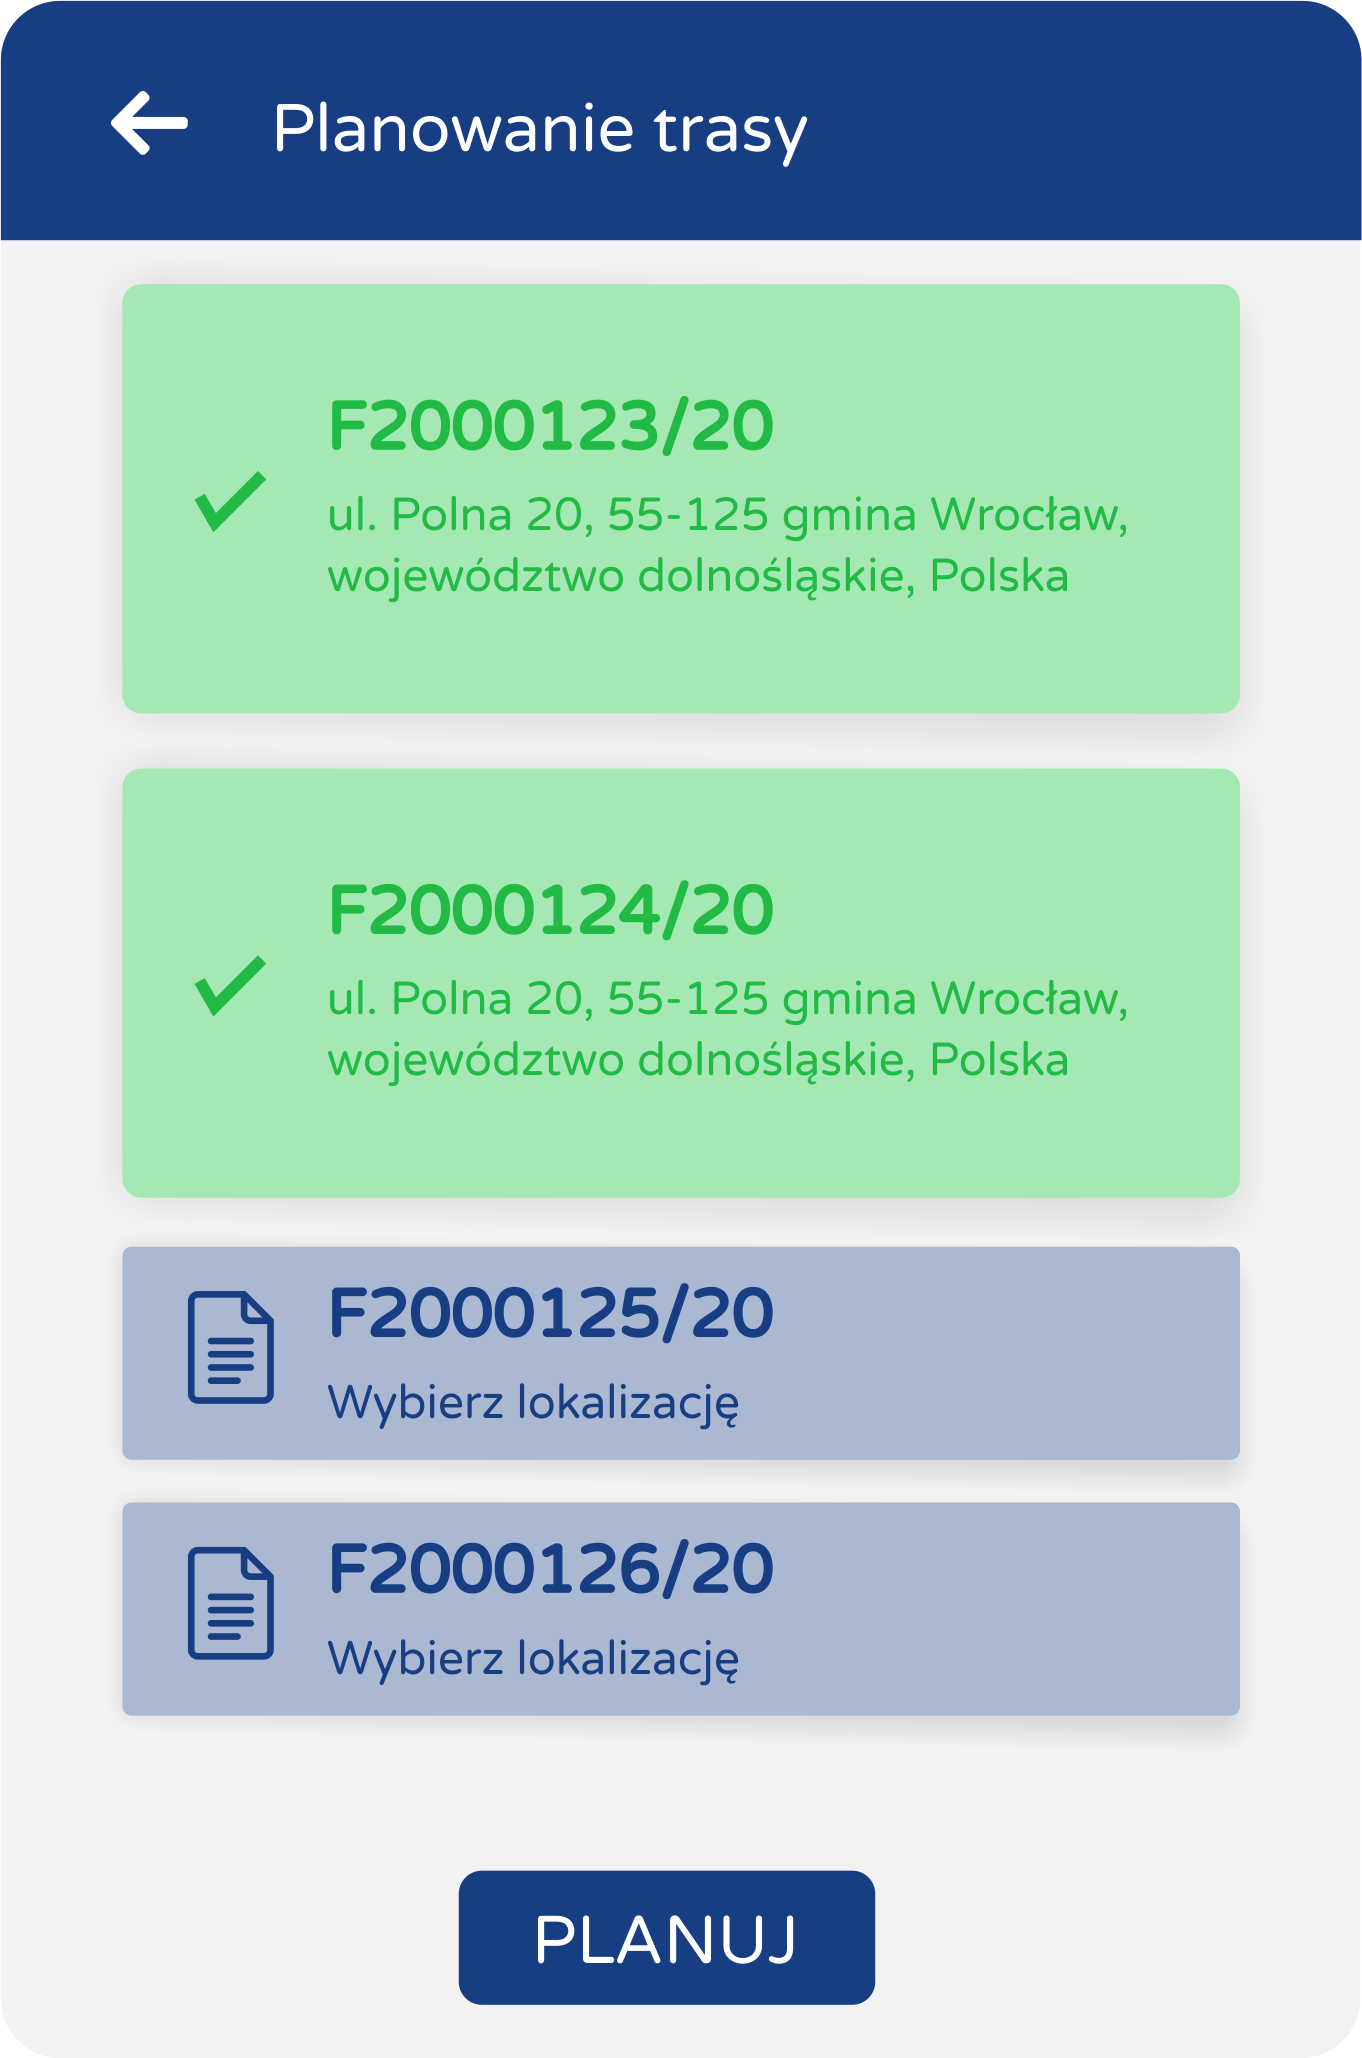 Planowanie trasy
F2000123/20
ul. Polna 20, 55-125 gmina Wrocław,
województwo dolnośląskie, Polska
F2000124/20
ul. Polna 20, 55-125 gmina Wrocław,
województwo dolnośląskie, Polska
F2000125/20
Wybierz lokalizację
F2000126/20
Wybierz lokalizację
PLANUJ